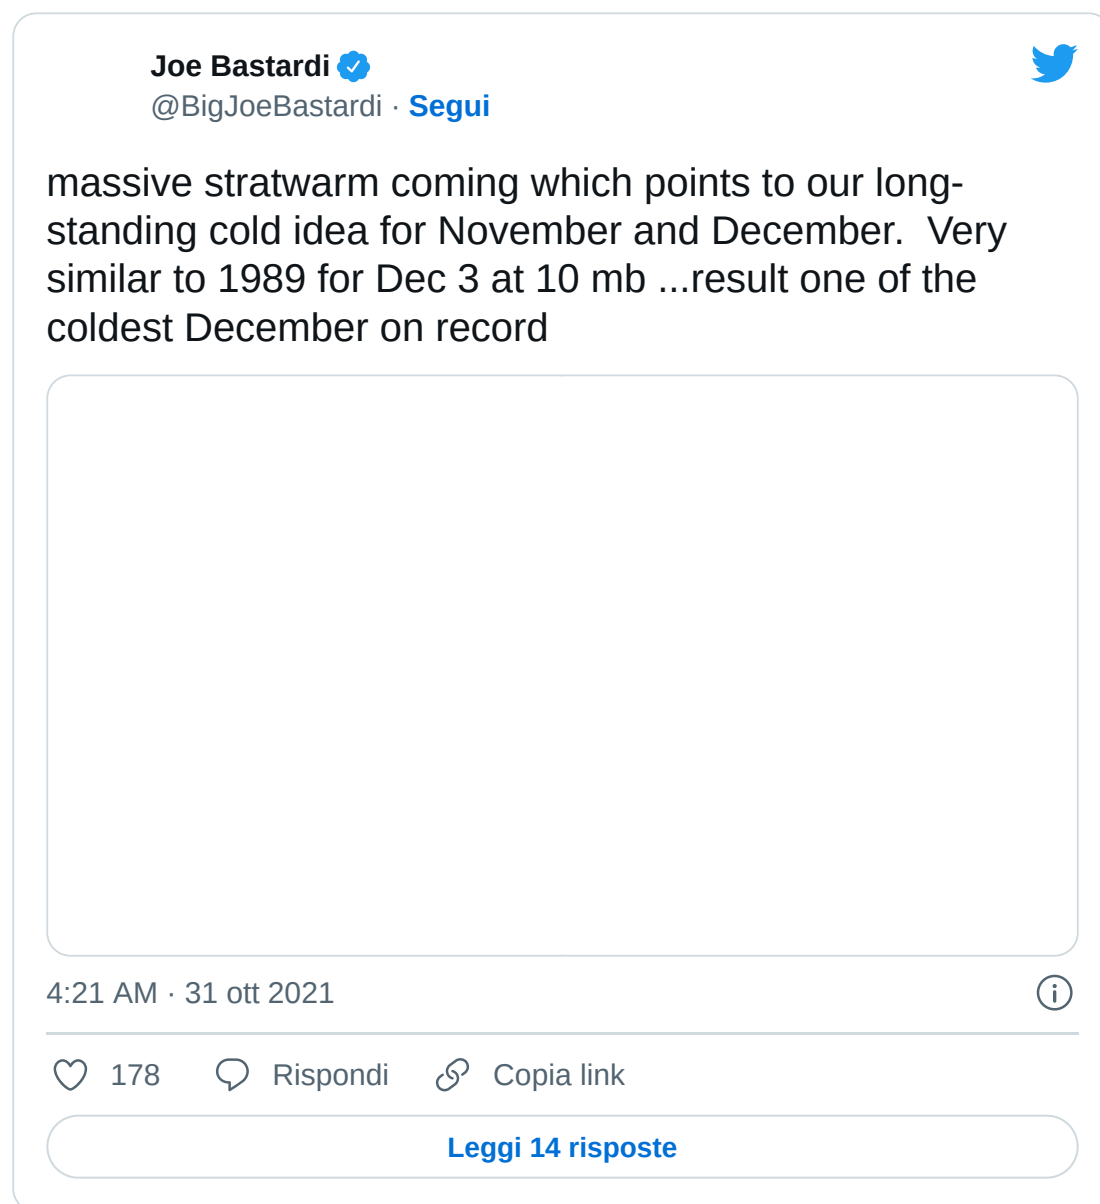 Joe Bastardi
@BigJoeBastardi · Segui
massive stratwarm coming which points to our long-
standing cold idea for November and December.  Very
similar to 1989 for Dec 3 at 10 mb ...result one of the
coldest December on record
4:21 AM · 31 ott 2021
178 Rispondi Copia link
Leggi 14 risposte